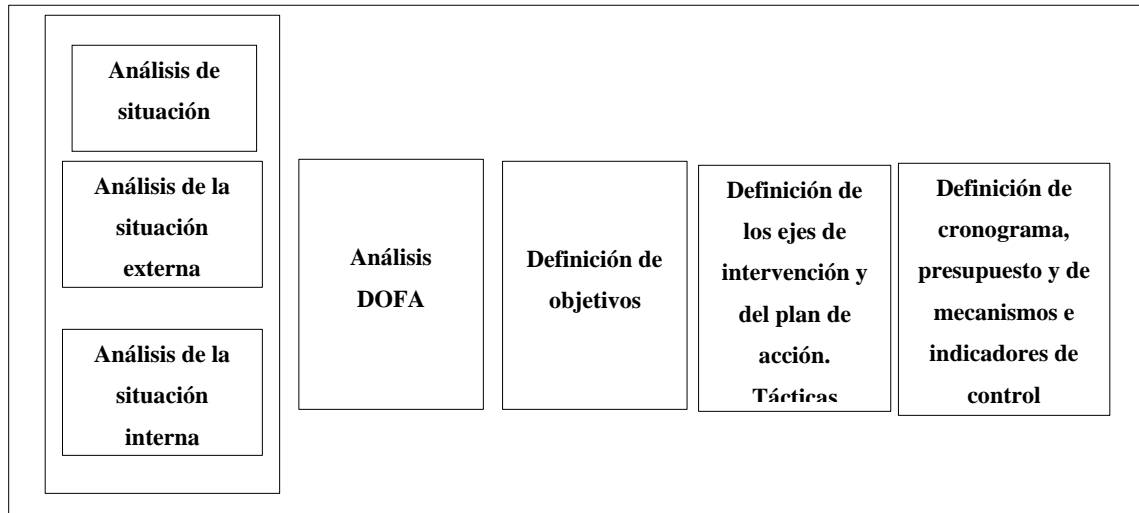 Análisis de
situación
Análisis de la
situación
externa
Análisis de la
situación
interna
Análisis
DOFA
Definición de
objetivos
Definición de
los ejes de
intervención y
del plan de
acción.
Tácticas
Definición de
cronograma,
presupuesto y de
mecanismos e
indicadores de
control